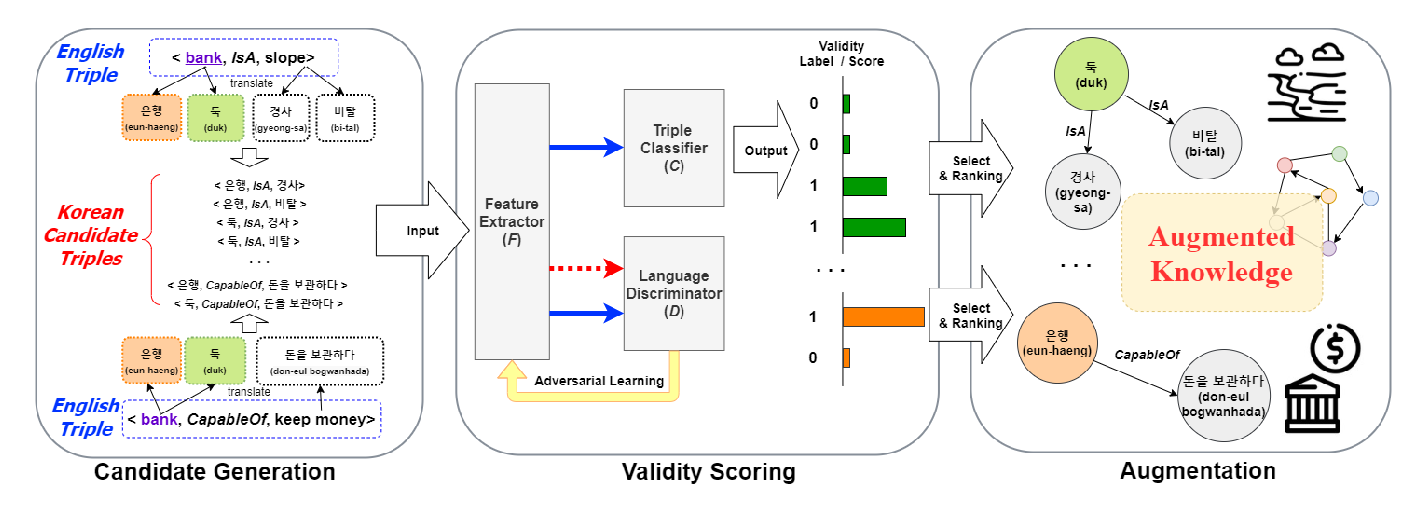 English
Triple
< bank, IsA, slope>
translate
은행
(eun-haeng)
둑
(duk)
경사
(gyeong-sa)
비탈
(bi-tal)
Korean
Candidate
Triples
< 은행, IsA, 경사>
< 은행, IsA, 비탈 >
< 둑, IsA, 경사 >
< 둑, IsA, 비탈 >
. . .
< 은행, CapableOf, 돈을 보관하다 >
< 둑, CapableOf, 돈을 보관하다 >
은행
(eun-haeng)
둑
(duk)
돈을 보관하다
(don-eul bogwanhada)
translate
English
Triple
< bank, CapableOf, keep money>
Candidate Generation
Input
Feature
Extractor
(F)
Triple
Classifier
(C)
Language
Discriminator
(D)
Adversarial Learning
Output
Validity
Label / Score
0
0
1
1
. . .
1
0
Validity Scoring
Select
& Ranking
Select
& Ranking
둑
(duk)
IsA
IsA
비탈
(bi-tal)
경사
(gyeong-
sa)
Augmented
Knowledge
. . .
은행
(eun-haeng)
CapableOf
돈을 보관하다
(don-eul
bogwanhada)
$
Augmentation